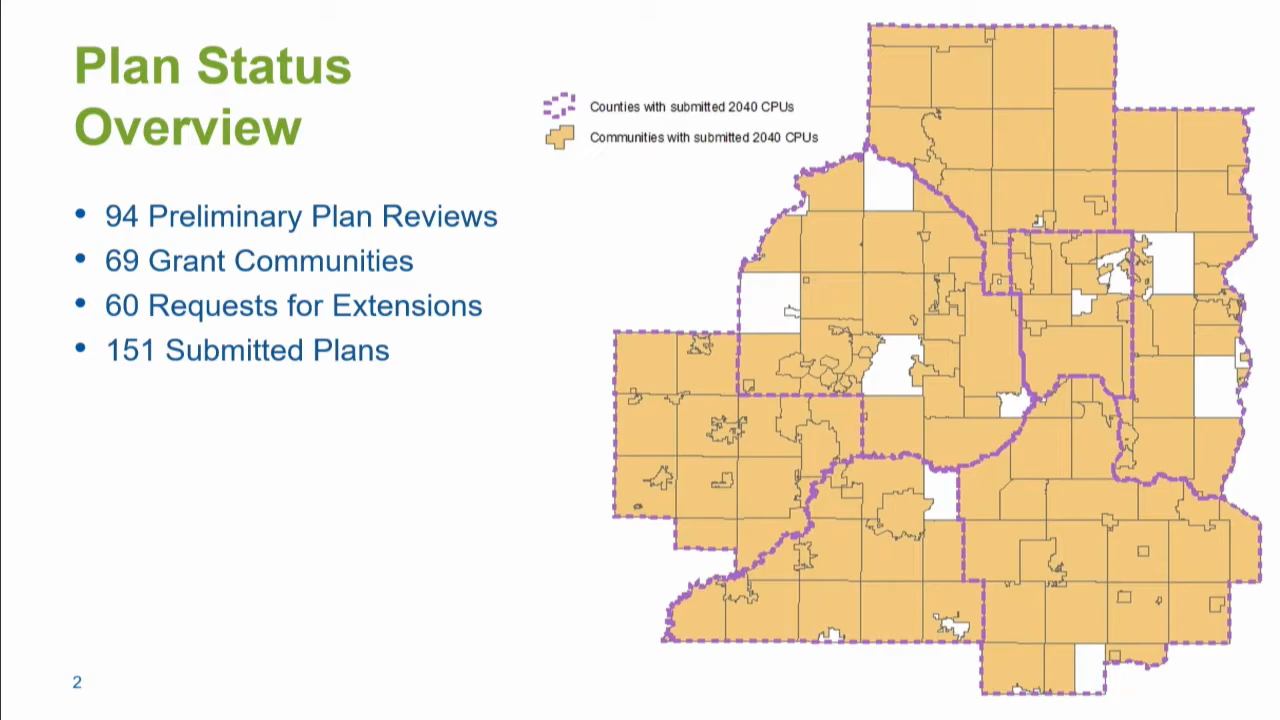 Plan Status
Overview
Counties with submitted 2040 CPUs
Communities with submitted 2040 CPUs
• 94 Preliminary Plan Reviews
• 69 Grant Communities
• 60 Requests for Extensions
• 151 Submitted Plans
2